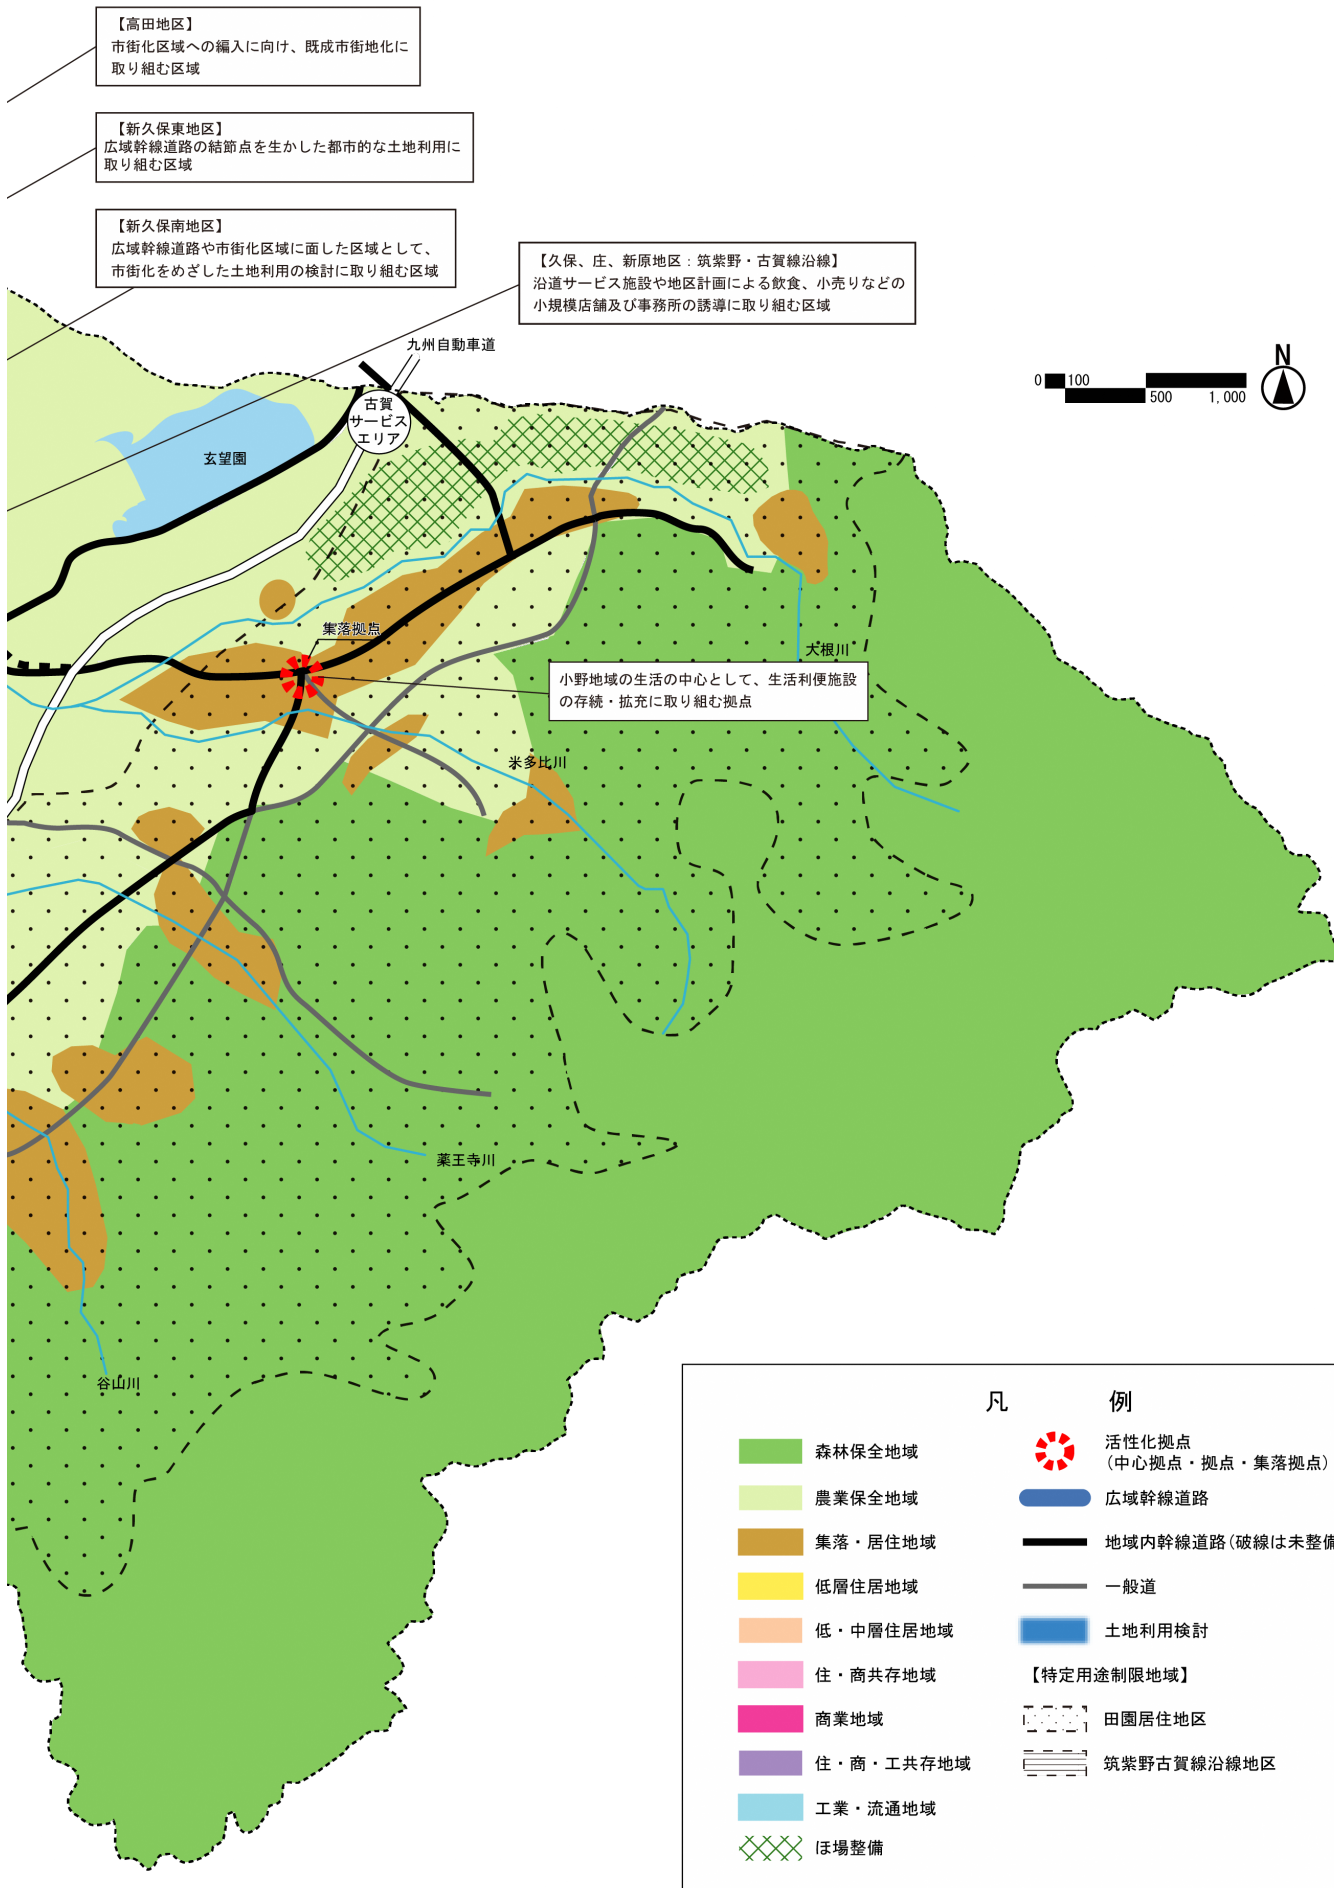 【高田地区】
市街化区域への編入に向け、既成市街地化に
取り組む区域
【新久保東地区】
広域幹線道路の結節点を生かした都市的な土地利用に
取り組む区域
【新久保南地区】
広域幹線道路や市街化区域に面した区域として、
市街化をめざした土地利用の検討に取り組む区域
【久保、庄、新原地区：筑紫野・古賀線沿線】
沿道サービス施設や地区計画による飲食、小売りなどの
小規模店舗及び事務所の誘導に取り組む区域
九州自動車道
N
0 100
500 1,000
古賀
サービス
エリア
玄望園
集落拠点
大根川
小野地域の生活の中心として、生活利便施設
の存続・拡充に取り組む拠点
米多比川
薬王寺川
谷山川
凡 例
森林保全地域
農業保全地域
集落・居住地域
低層住居地域
低・中層住居地域
住・商共存地域
商業地域
住・商・工共存地域
工業・流通地域
ほ場整備
活性化拠点
（中心拠点・拠点・集落拠点）
広域幹線道路
地域内幹線道路（破線は未整備
一般道
土地利用検討
【特定用途制限地域】
田園居住地区
筑紫野古賀線沿線地区